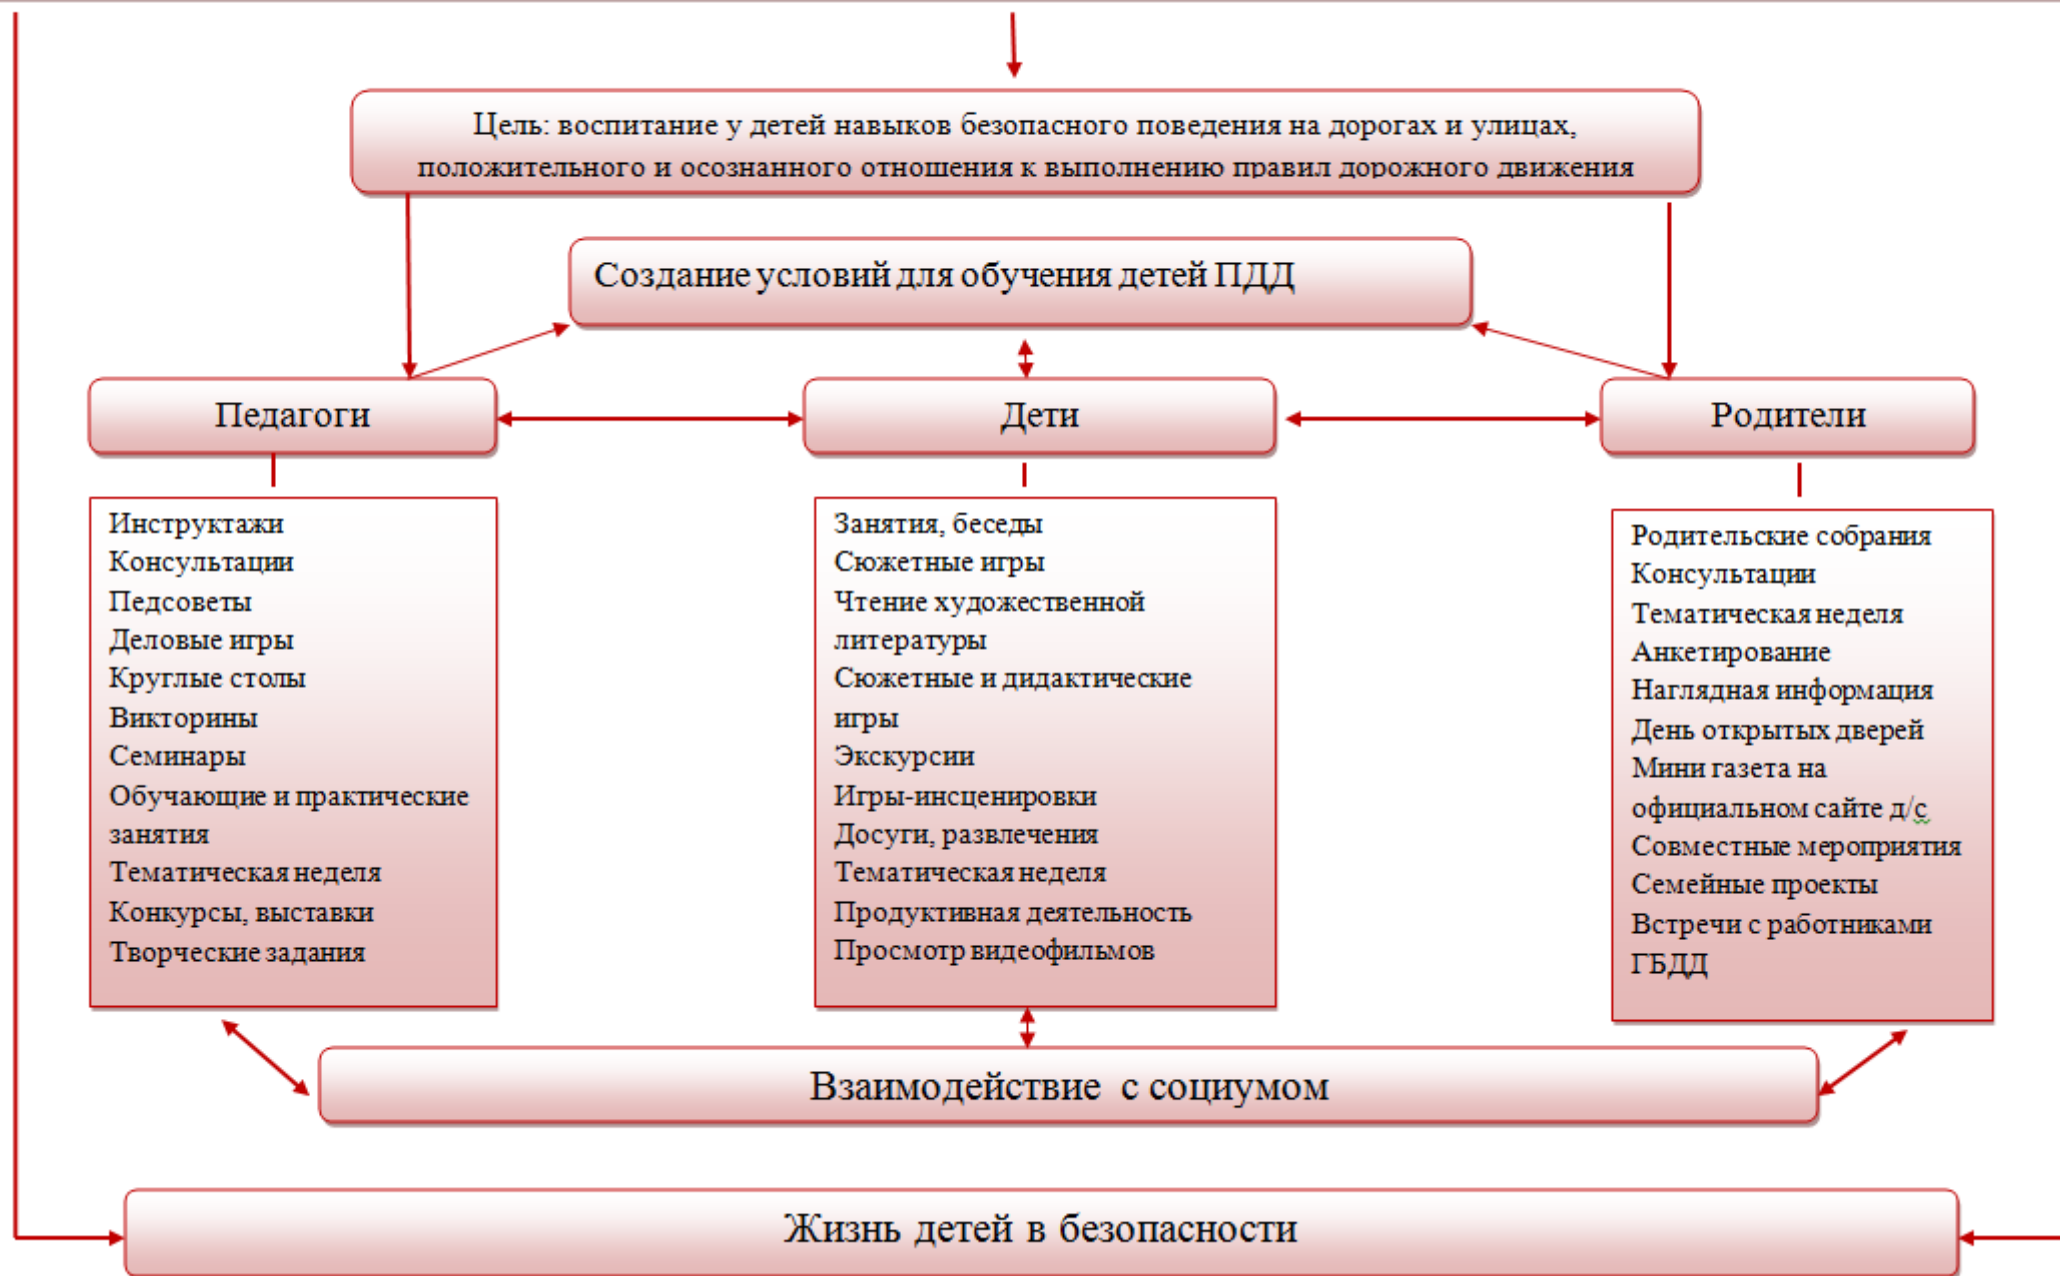 Цель: воспитание у детей навыков безопасного поведения на дорогах и улицах,
положительного и осознанного отношения к выполнению правил дорожного движения
Создание условий для обучения детей ПДД
Педагоги
Дети
Родители
Инструктажи
Консультации
Педсоветы
Деловые игры
Круглые столы
Викторины
Семинары
Обучающие и практические
занятия
Тематическая неделя
Конкурсы, выставки
Творческие задания
Занятия, беседы
Сюжетные игры
Чтение художественной
литературы
Сюжетные и дидактические
игры
Экскурсии
Игры-инсценировки
Досуги, развлечения
Тематическая неделя
Продуктивная деятельность
Просмотр видеофильмов
Родительские собрания
Консультации
Тематическая неделя
Анкетирование
Наглядная информация
День открытых дверей
Мини газета на
официальном сайте д/с
Совместные мероприятия
Семейные проекты
Встречи с работниками
ГБДД
Взаимодействие с социумом
Жизнь детей в безопасности